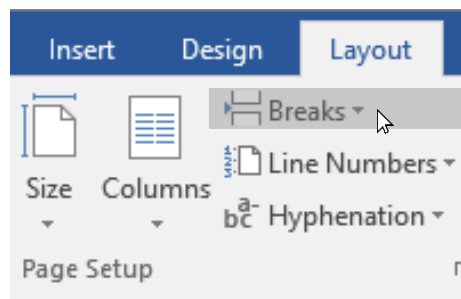 Insert Design Layout
Breaks
Line Numbers
Size Columns
Hyphenation
Page Setup